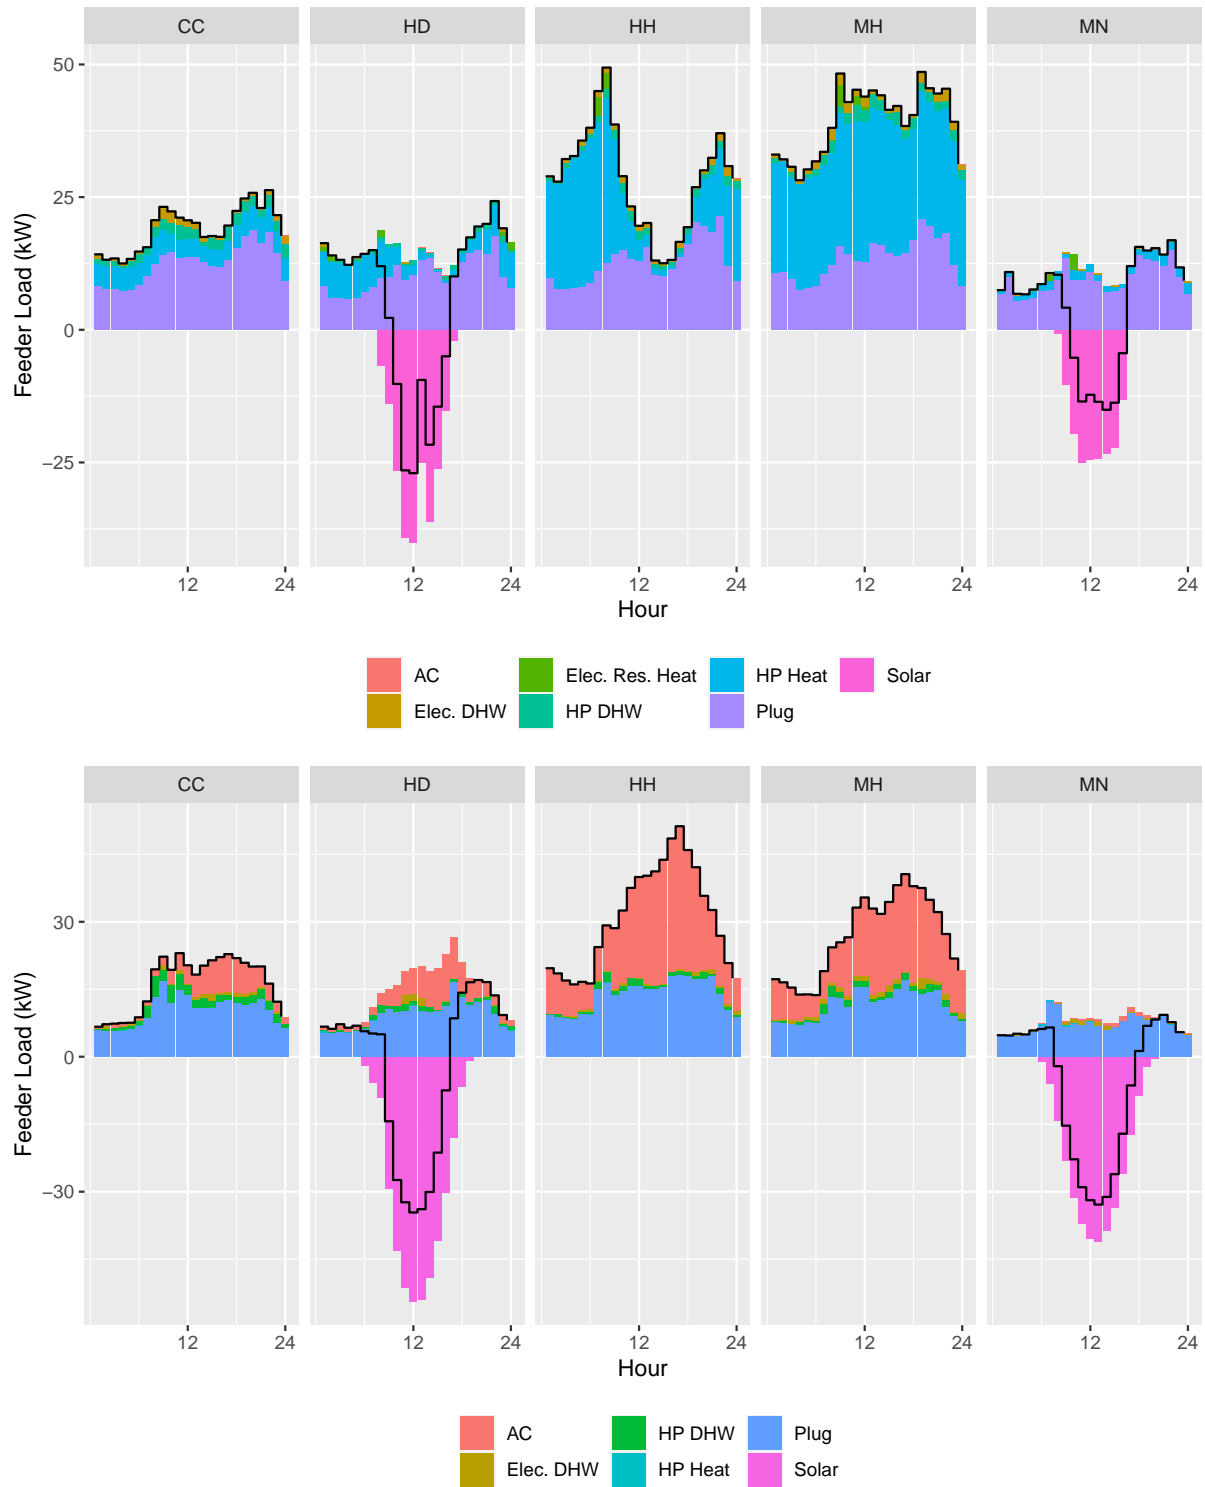 CC HD HH MH MN
50
25
0
−25
Feeder Load (kW)
12 24 12 24 12 24 12 24 12 24
Hour
AC Elec. Res. Heat HP Heat Solar
Elec. DHW HP DHW Plug
CC HD HH MH MN
30
0
−30
Feeder Load (kW)
12 24 12 24 12 24 12 24 12 24
Hour
AC HP DHW Plug
Elec. DHW HP Heat Solar